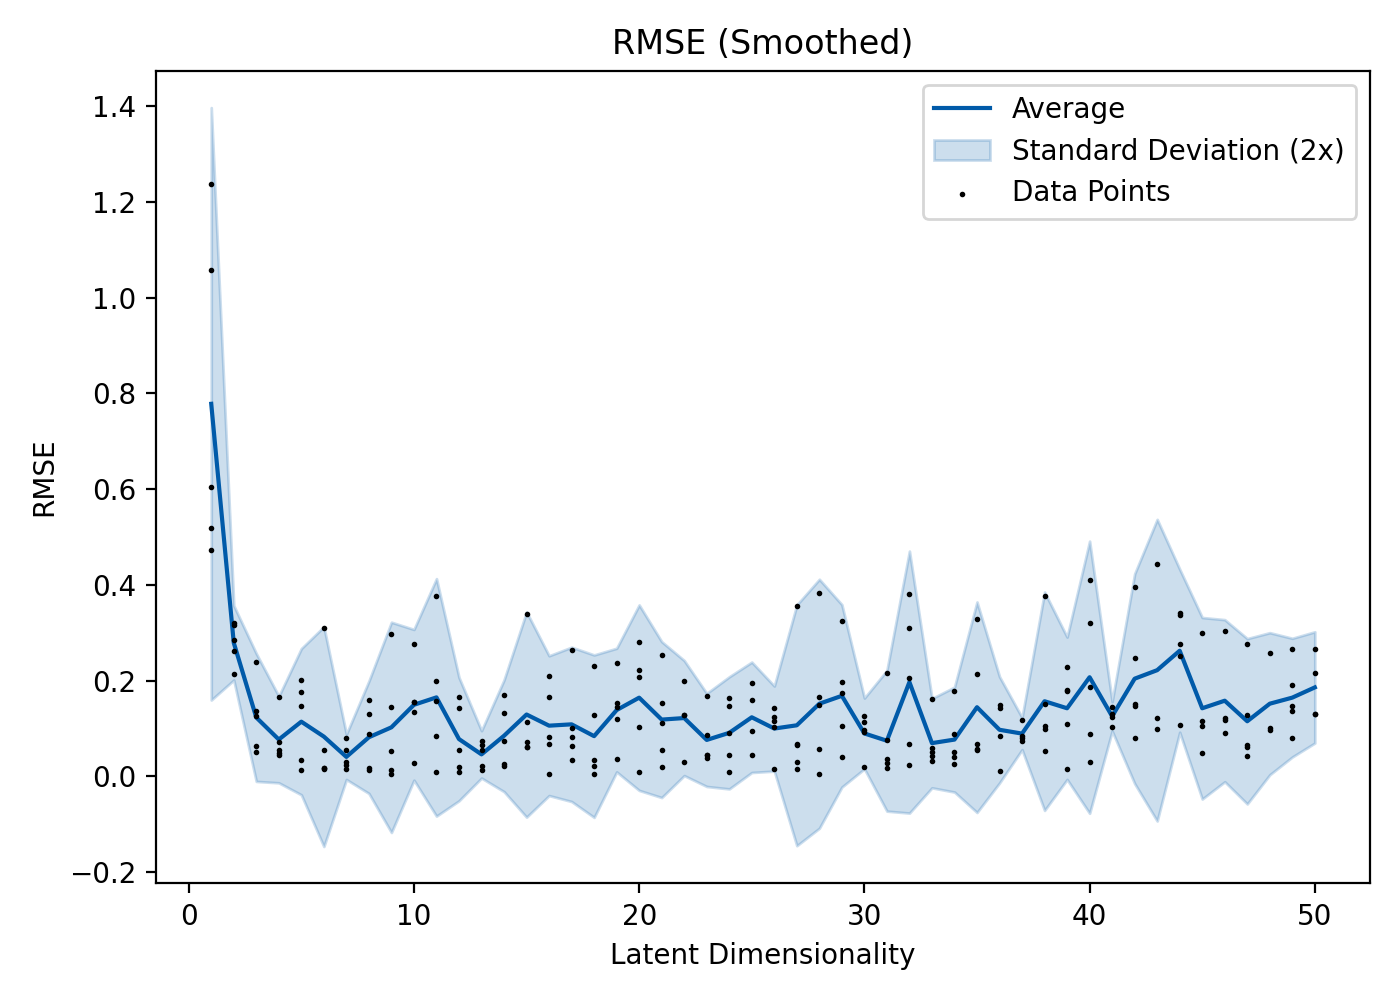 RMSE (Smoothed)
Average
Standard Deviation (2x)
Data Points
RMSE
1.4
1.2
1.0
0.8
0.6
0.4
0.2
0.0
−0.2
0
10
20
30
40
50
Latent Dimensionality